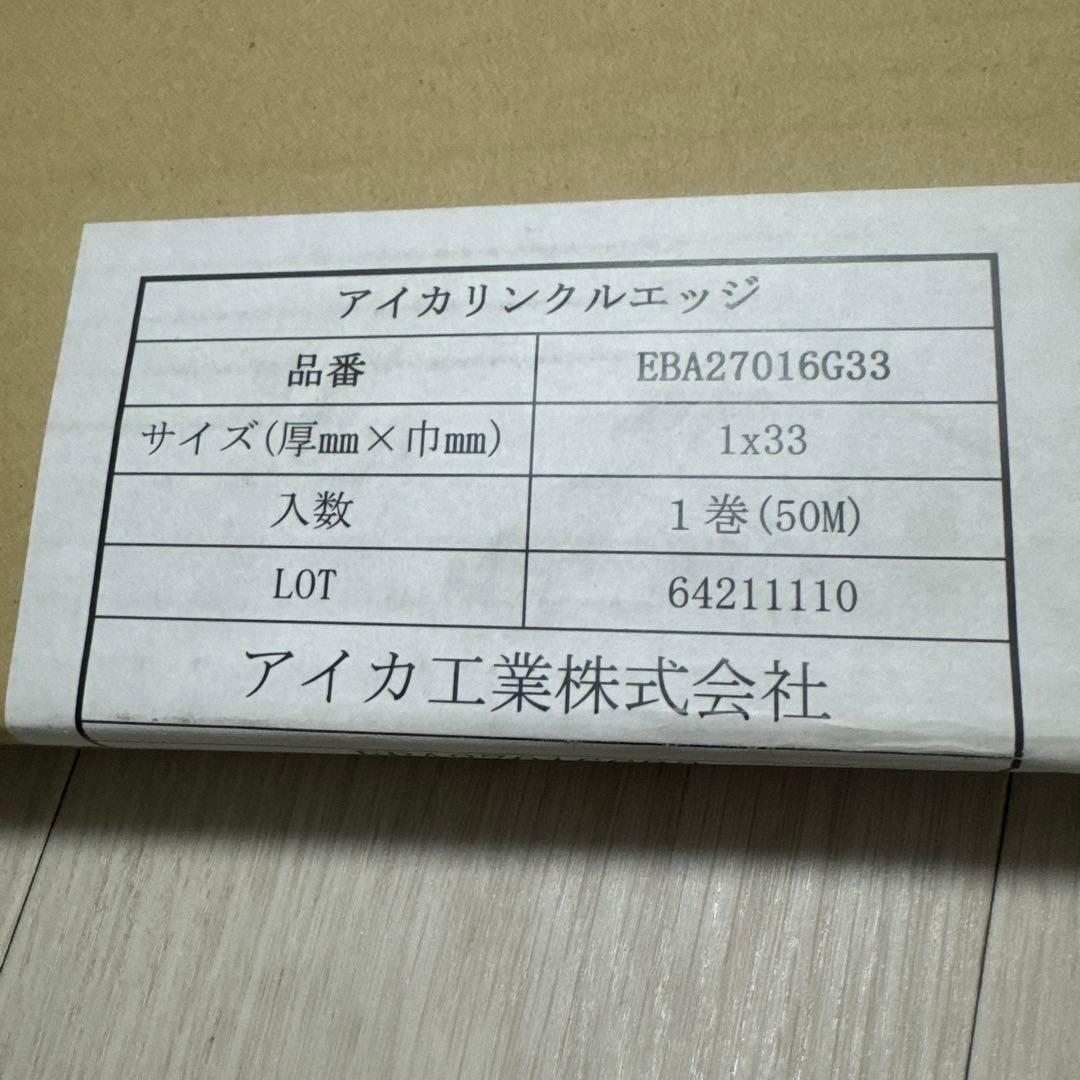 アイカリンクルエッジ
品番 EBA27016G33
サイズ(厚mm×巾mm) 1x33
入数 1巻(50M)
LOT 64211110
アイカ工業株式会社